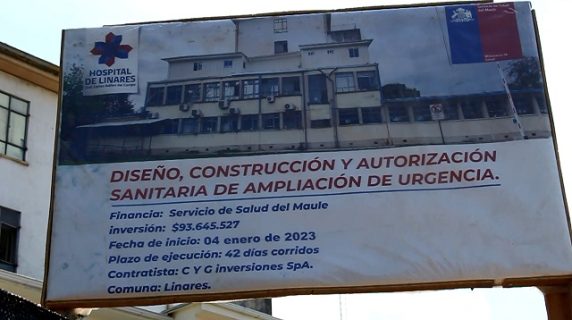 HOSPITAL
DE LINARES
DISEÑO, CONSTRUCCIÓN Y AUTORIZACIÓN
SANITARIA DE AMPLIACIÓN DE URGENCIA.
Financia: Servicio de Salud del Maule
inversión: $93.645.527
Fecha de inicio: 04 enero de 2023
Plazo de ejecución: 42 días corridos
Contratista: C Y G inversiones SpA.
Comuna: Linares.